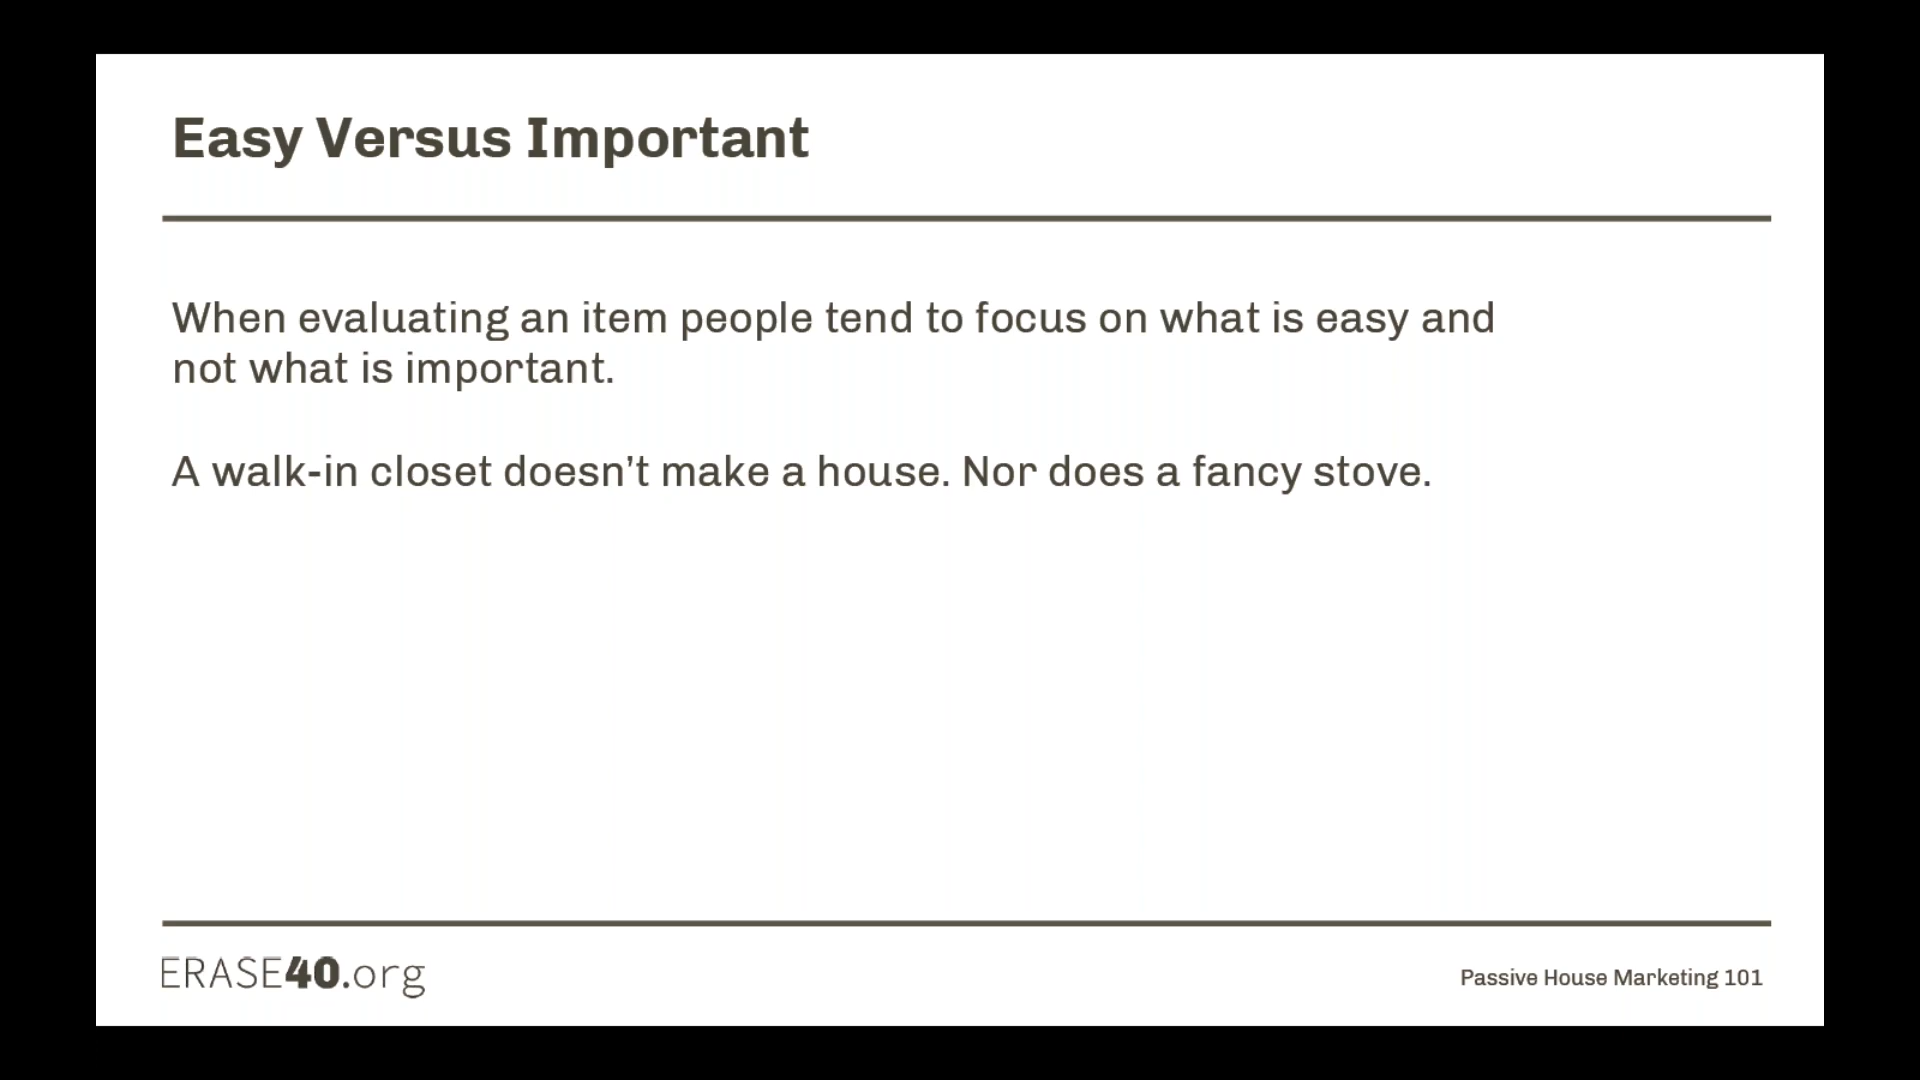 Easy Versus Important
When evaluating an item people tend to focus on what is easy and
not what is important.
A walk-in closet doesn’t make a house. Nor does a fancy stove.
ERASE40.org
Passive House Marketing 101